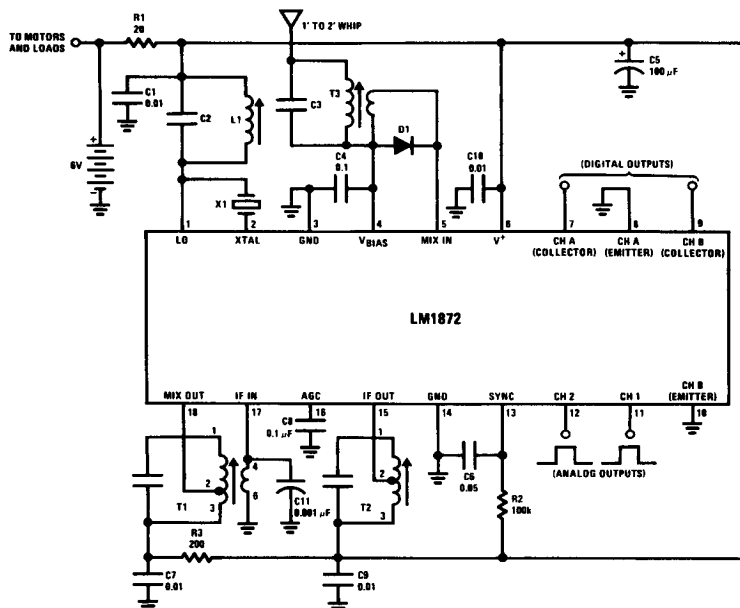 TO MOTORS
AND LOADS
R1
20
1' TO 2' WHIP
C1
0.01
C2
L1
C3
T3
D1
C5
100 μF
+
6V
+
−
X1
C4
0.1
C10
0.01
(DIGITAL OUTPUTS)
1
2
3
4
5
6
7
8
9
LO
XTAL
GND
VBIAS
MIX IN
V+
CH A
(COLLECTOR)
CH A
(EMITTER)
CH B
(COLLECTOR)
LM1872
MIX OUT
IF IN
AGC
IF OUT
GND
SYNC
CH 2
CH 1
CH B
(EMITTER)
18
17
16
15
14
13
12
11
10
C8
0.1 μF
1
2
3
T1
4
6
C11
0.001 μF
1
2
3
T2
C6
0.05
R2
100k
(ANALOG OUTPUTS)
R3
200
C7
0.01
C9
0.01